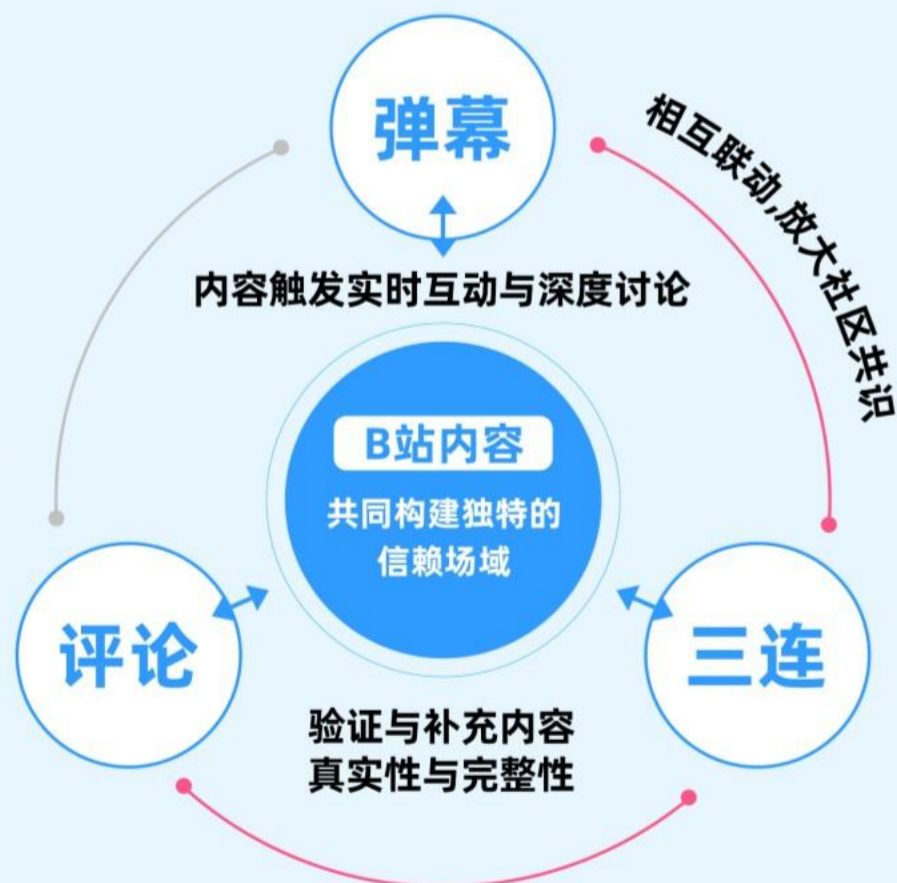 弹幕
相互联动,放大社区共识
内容触发实时互动与深度讨论
B站内容
共同构建独特的
信赖场域
评论
三连
验证与补充内容
真实性与完整性